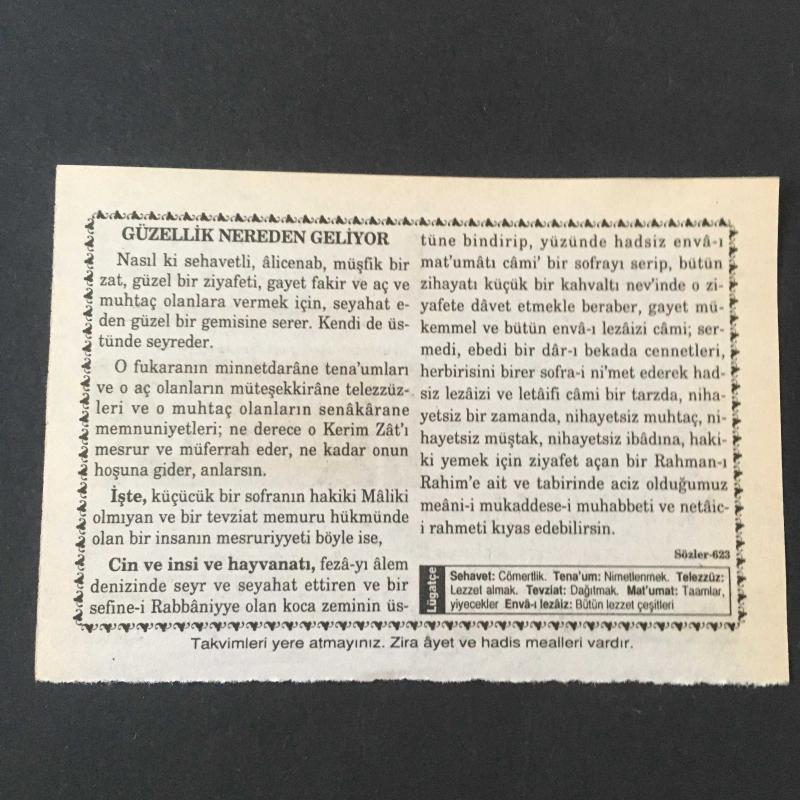 GÜZELLİK NEREDEN GELİYOR
Nasıl ki sehavetli, âlicenab, müşfik bir
zat, güzel bir ziyafeti, gayet fakir ve aç ve
muhtaç olanlara vermek için, seyahat e-
den güzel bir gemisine serer. Kendi de üs-
tünde seyreder.
O fukaranın minnetdarâne tena'umları
ve o aç olanların müteşekkirâne telezzüz-
leri ve o muhtaç olanların senâkârane
memnuniyetleri; ne derece o Kerim Zât'ı
mesrur ve müferrah eder, ne kadar onun
hoşuna gider, anlarsın.
İşte, küçücük bir sofranın hakiki Mâliki
olmıyan ve bir tevziat memuru hükmünde
olan bir insanın mesruriyyeti böyle ise,
Cin ve insi ve hayvanatı, fezâ-yı âlem
denizinde seyr ve seyahat ettiren ve bir
sefine-i Rabbâniyye olan koca zeminin üs-
tüne bindirip, yüzünde hadsiz envâ-ı
mat'umâtı câmi' bir sofrayı serip, bütün
zihayatı küçük bir kahvaltı nev'inde o zi-
yafete dâvet etmekle beraber, gayet mü-
kemmel ve bütün envâ-ı lezâizi câmi; ser-
medi, ebedi bir dâr-ı bekada cennetleri,
herbirisini birer sofra-i ni'met ederek had-
siz lezâizi ve letâifi câmi bir tarzda, niha-
yetsiz bir zamanda, nihayetsiz muhtaç, ni-
hayetsiz müştak, nihayetsiz ibâdına, haki-
ki yemek için ziyafet açan bir Rahman-ı
Rahim'e ait ve tabirinde aciz olduğumuz
meâni-i mukaddese-i muhabbeti ve netâic-
i rahmeti kıyas edebilirsin.
Sözler-623
Lügatçe
Sehavet: Cömertlik. Tena'um: Nimetlenmek. Telezzüz:
Lezzet almak. Tevziat: Dağıtmak. Mat'umat: Taamlar,
yiyecekler Envâ-ı lezâiz: Bütün lezzet çeşitleri
Takvimleri yere atmayınız. Zira âyet ve hadis mealleri vardır.